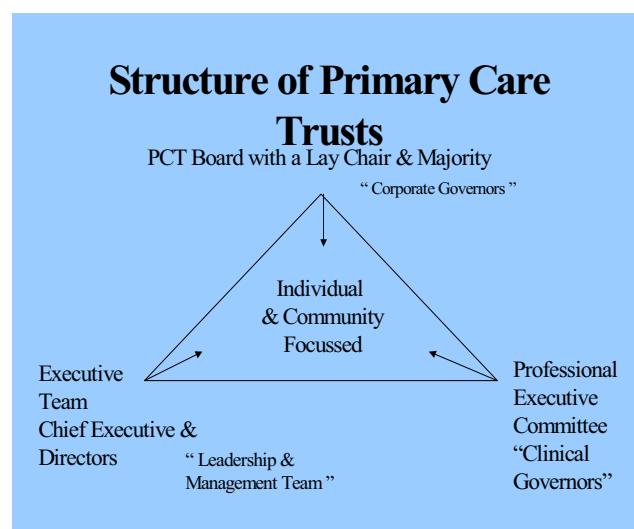 Structure of Primary Care
Trusts
PCT Board with a Lay Chair & Majority
“ Corporate Governors ”
Individual
& Community
Focussed
Executive
Team
Chief Executive &
Directors
“ Leadership &
Management Team ”
Professional
Executive
Committee
“Clinical
Governors”